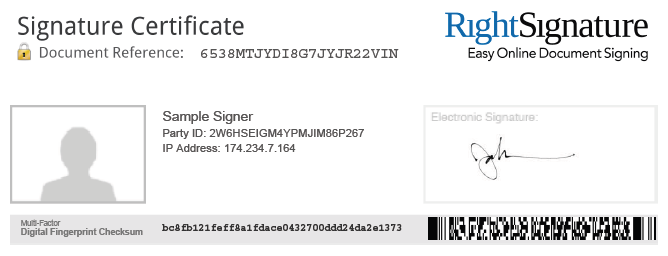 Signature Certificate
Document Reference: 6538MTJYDI8G7JYJR22VIN
RightSignature
Easy Online Document Signing
Sample Signer
Party ID: 2W6HSEIGM4YPMJIM86P267
IP Address: 174.234.7.164
Electronic Signature:
Multi-Factor
Digital Fingerprint Checksum
bc8fb121feff8a1fdace0432700ddd24da2e1373